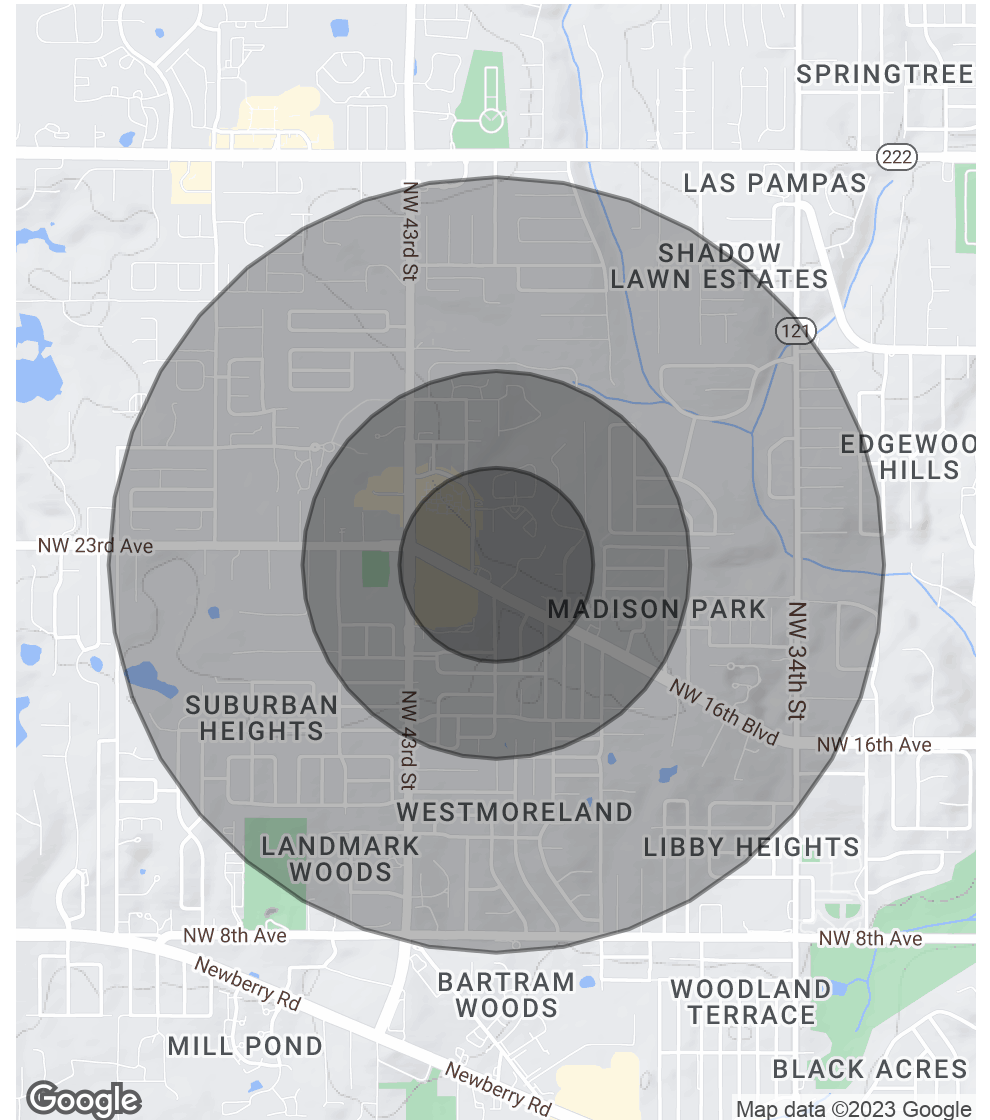 SPRINGTREE
222
LAS PAMPAS
NW 43rd St
SHADOW
LAWN ESTATES
121
EDGEWOO
HILLS
NW 23rd Ave
MADISON PARK
NW 34th St
SUBURBAN
HEIGHTS
NW 43rd St
NW 16th Blvd
NW 16th Ave
WESTMORELAND
LANDMARK
WOODS
LIBBY HEIGHTS
NW 8th Ave
NW 8th Ave
Newberry Rd
BARTRAM
WOODS
WOODLAND
TERRACE
MILL POND
BLACK ACRES
Newberry Rd
Google
Map data ©2023 Google